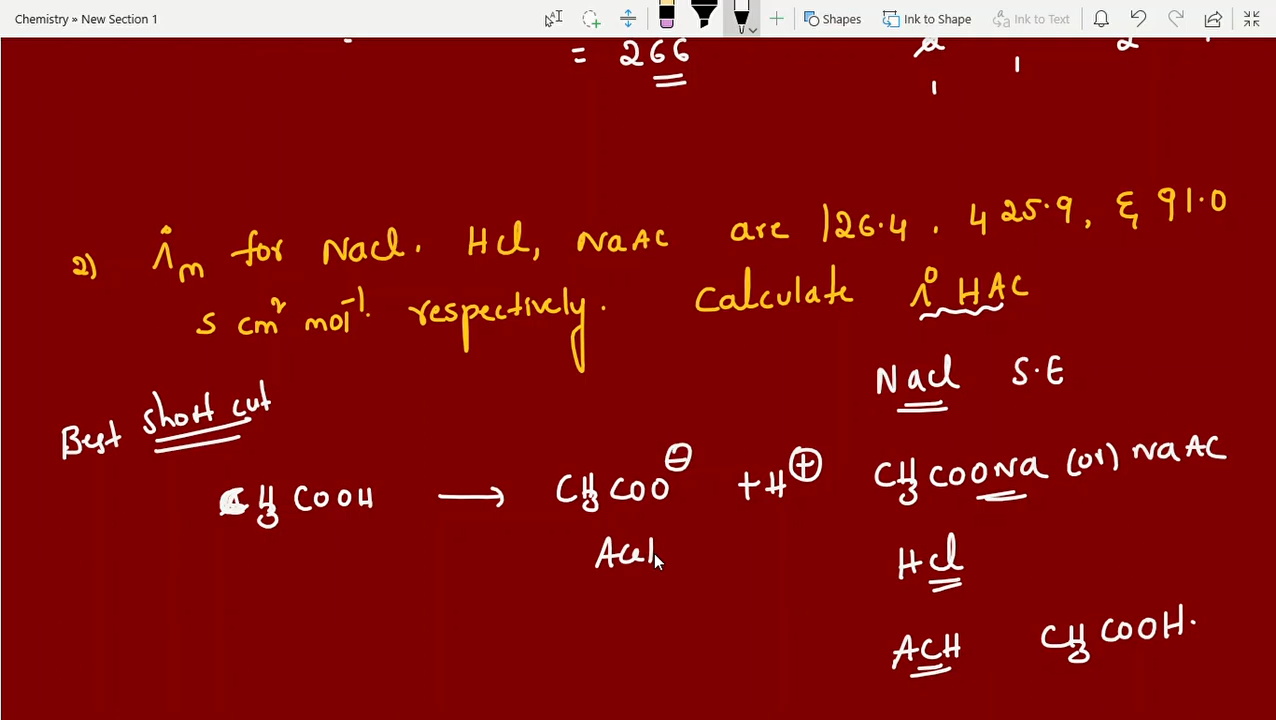 Chemistry » New Section 1
Shapes Ink to Shape Ink to Text
= 266
2) λ°m for NaCl. HCl, NaAC are 126.4, 425.9, & 91.0
S cm² mol⁻¹. respectively. Calculate λ° HAC
NaCl S.E
Best short cut
CH₃COOH → CH₃COO⊖ + H⊕ CH₃COONa (or) NaAC
Acet
HCl
ACH CH₃COOH.